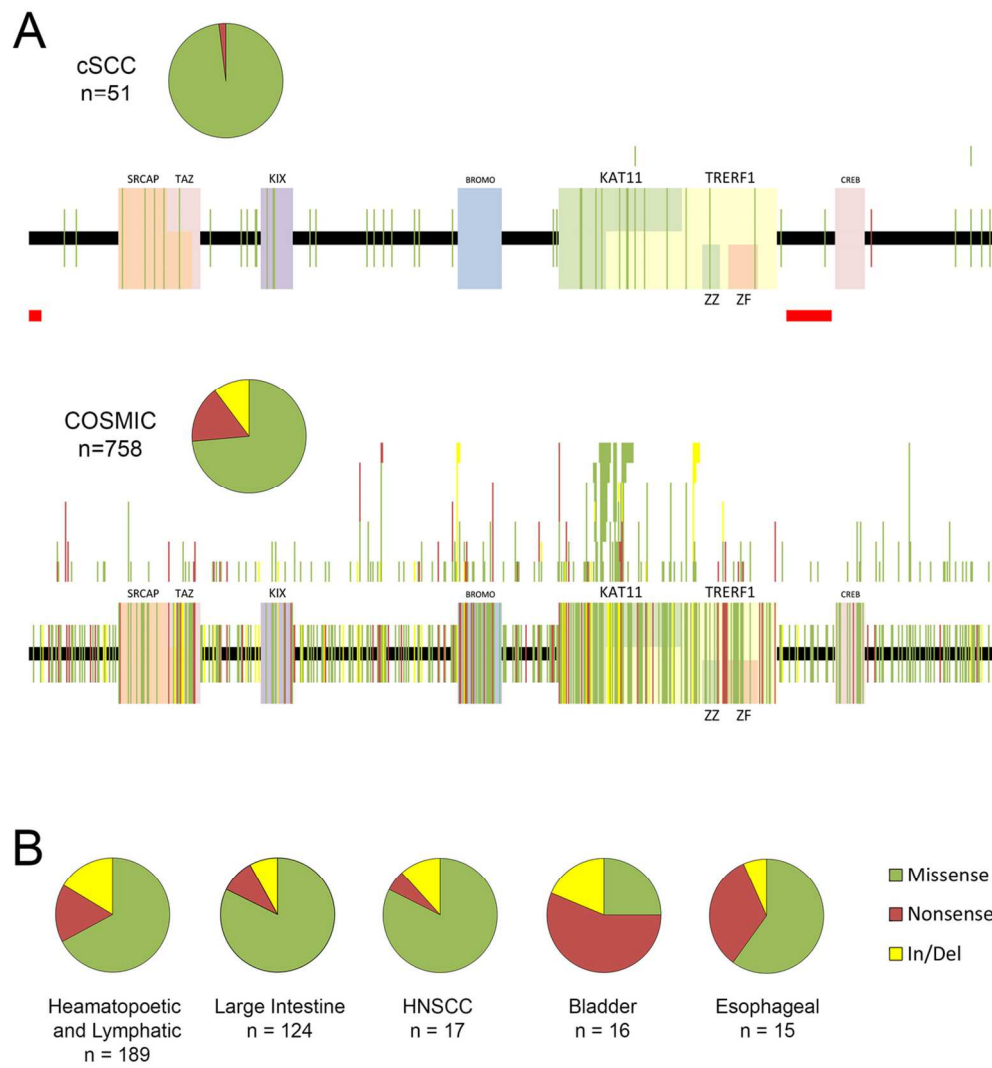 A
cSCC
n=51
SRCAP TAZ KIX BROMO KAT11 TRERF1 CREB
ZZ ZF
COSMIC
n=758
SRCAP TAZ KIX BROMO KAT11 TRERF1 CREB
ZZ ZF
B
Missense
Nonsense
In/Del
Heamatopoetic
and Lymphatic
n = 189
Large Intestine
n = 124
HNSCC
n = 17
Bladder
n = 16
Esophageal
n = 15